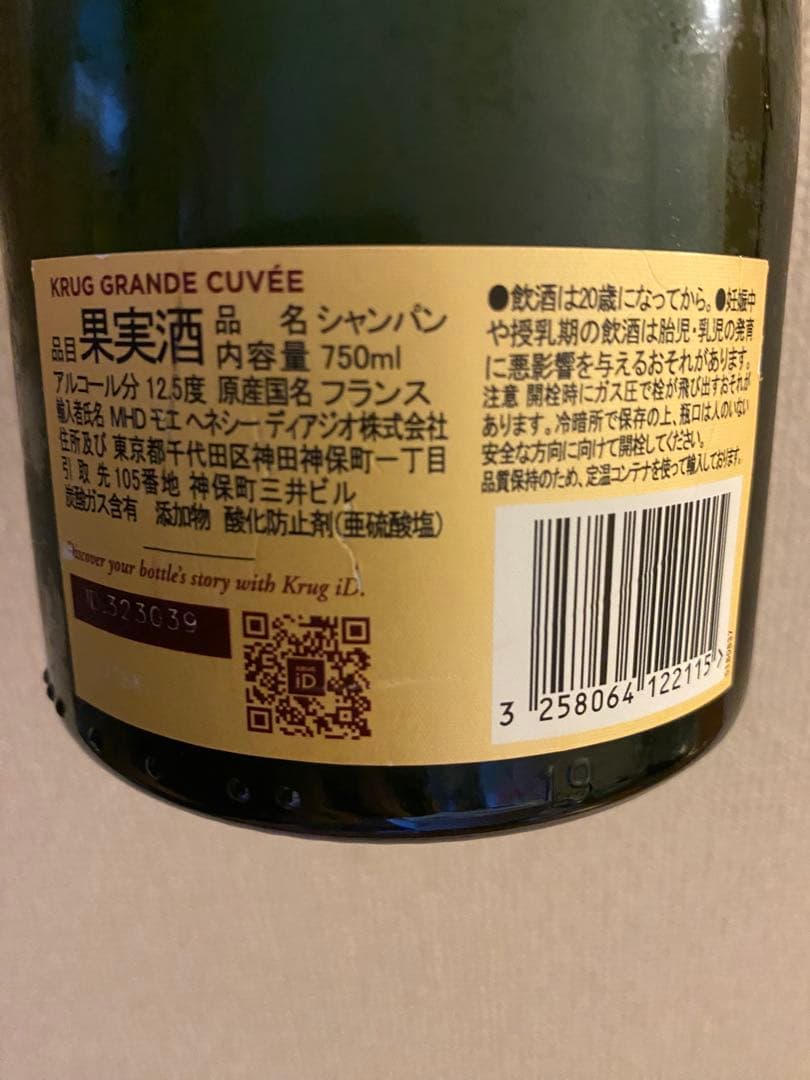 KRUG GRANDE CUVÉE
品目 果実酒 品 名 シャンパン
内容量 750ml
アルコール分 12.5度 原産国名 フランス
輸入者氏名 MHD モエ ヘネシー ディアジオ株式会社
住所及び 東京都千代田区神田神保町一丁目
引取先 105番地 神保町三井ビル
炭酸ガス含有 添加物 酸化防止剤(亜硫酸塩)
Discover your bottle's story with Krug iD.
ID.323039
KRUG
iD
●飲酒は20歳になってから。●妊娠中
や授乳期の飲酒は胎児・乳児の発育
に悪影響を与えるおそれがあります。
注意 開栓時にガス圧で栓が飛び出すおそれが
あります。冷暗所で保存の上、瓶口は人のいない
安全な方向に向けて開栓してください。
品質保持のため、定温コンテナを使って輸入しております。
3 258064 122115 >
19